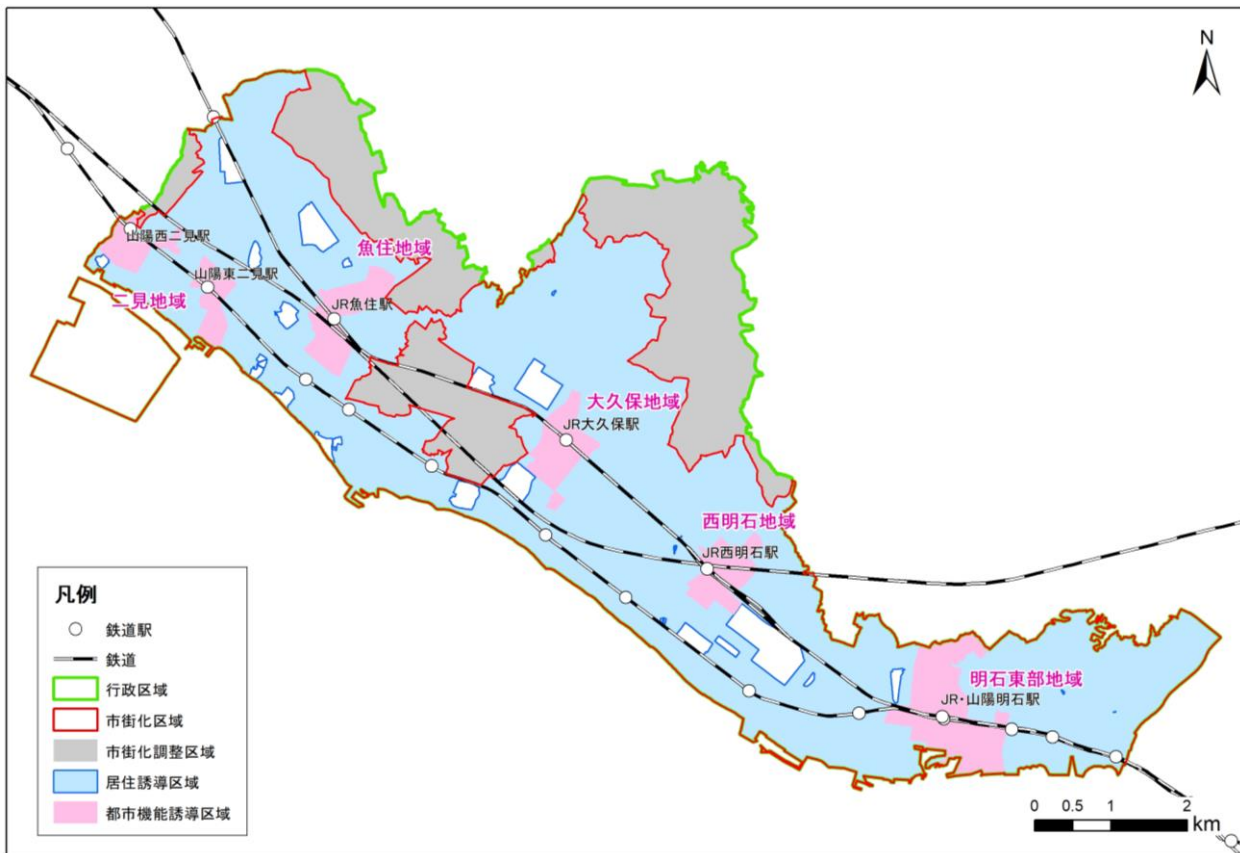 N
魚住地域
山陽西二見駅
山陽東二見駅
二見地域
JR魚住駅
大久保地域
JR大久保駅
西明石地域
JR西明石駅
明石東部地域
JR・山陽明石駅
凡例
鉄道駅
鉄道
行政区域
市街化区域
市街化調整区域
居住誘導区域
都市機能誘導区域
0 0.5 1 2
km